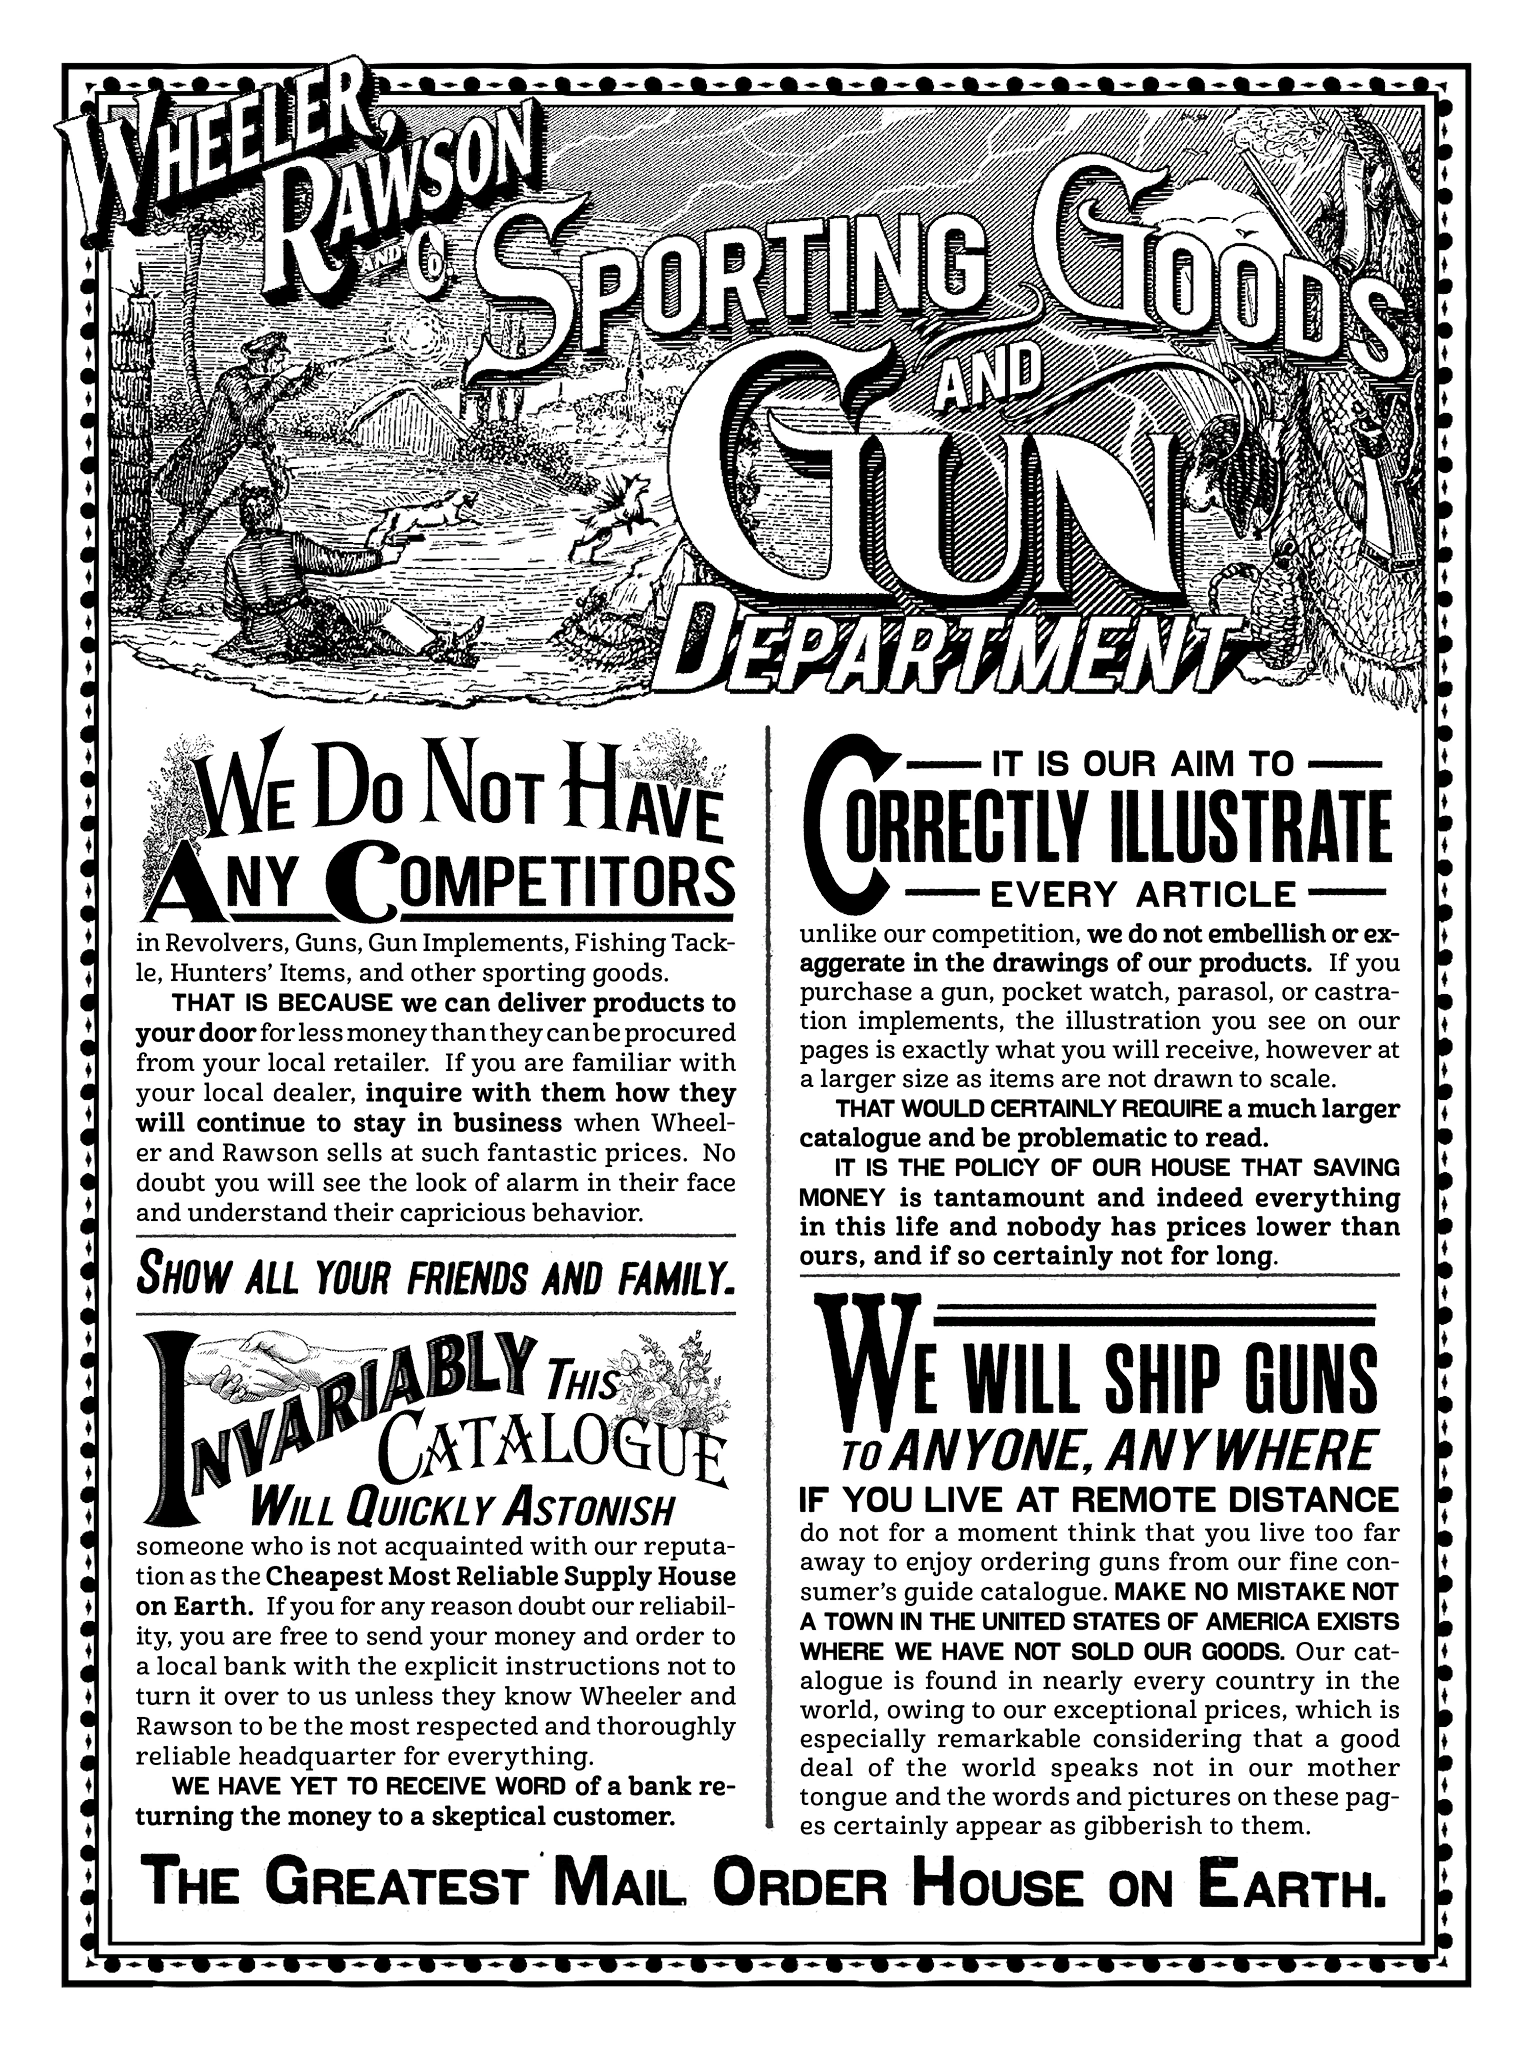 WHEELER,
RAWSON
AND CO.
SPORTING GOODS
AND
GUN
DEPARTMENT
WE DO NOT HAVE
ANY COMPETITORS
in Revolvers, Guns, Gun Implements, Fishing Tack-
le, Hunters' Items, and other sporting goods.
THAT IS BECAUSE we can deliver products to
your door for less money than they can be procured
from your local retailer. If you are familiar with
your local dealer, inquire with them how they
will continue to stay in business when Wheel-
er and Rawson sells at such fantastic prices. No
doubt you will see the look of alarm in their face
and understand their capricious behavior.
SHOW ALL YOUR FRIENDS AND FAMILY.
INVARIABLY THIS
CATALOGUE
WILL QUICKLY ASTONISH
someone who is not acquainted with our reputa-
tion as the Cheapest Most Reliable Supply House
on Earth. If you for any reason doubt our reliabil-
ity, you are free to send your money and order to
a local bank with the explicit instructions not to
turn it over to us unless they know Wheeler and
Rawson to be the most respected and thoroughly
reliable headquarter for everything.
WE HAVE YET TO RECEIVE WORD of a bank re-
turning the money to a skeptical customer.
IT IS OUR AIM TO
CORRECTLY ILLUSTRATE
EVERY ARTICLE
unlike our competition, we do not embellish or ex-
aggerate in the drawings of our products. If you
purchase a gun, pocket watch, parasol, or castra-
tion implements, the illustration you see on our
pages is exactly what you will receive, however at
a larger size as items are not drawn to scale.
THAT WOULD CERTAINLY REQUIRE a much larger
catalogue and be problematic to read.
IT IS THE POLICY OF OUR HOUSE THAT SAVING
MONEY is tantamount and indeed everything
in this life and nobody has prices lower than
ours, and if so certainly not for long.
WE WILL SHIP GUNS
TO ANYONE, ANYWHERE
IF YOU LIVE AT REMOTE DISTANCE
do not for a moment think that you live too far
away to enjoy ordering guns from our fine con-
sumer's guide catalogue. MAKE NO MISTAKE NOT
A TOWN IN THE UNITED STATES OF AMERICA EXISTS
WHERE WE HAVE NOT SOLD OUR GOODS. Our cat-
alogue is found in nearly every country in the
world, owing to our exceptional prices, which is
especially remarkable considering that a good
deal of the world speaks not in our mother
tongue and the words and pictures on these pag-
es certainly appear as gibberish to them.
THE GREATEST MAIL ORDER HOUSE ON EARTH.